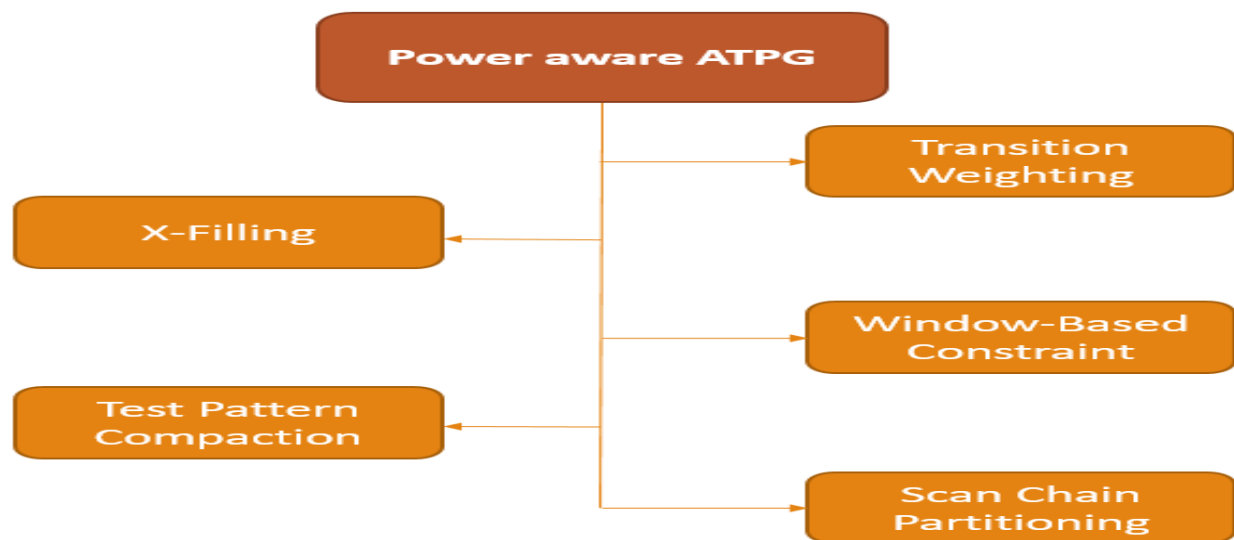 Power aware ATPG
Transition
Weighting
X-Filling
Window-Based
Constraint
Test Pattern
Compaction
Scan Chain
Partitioning